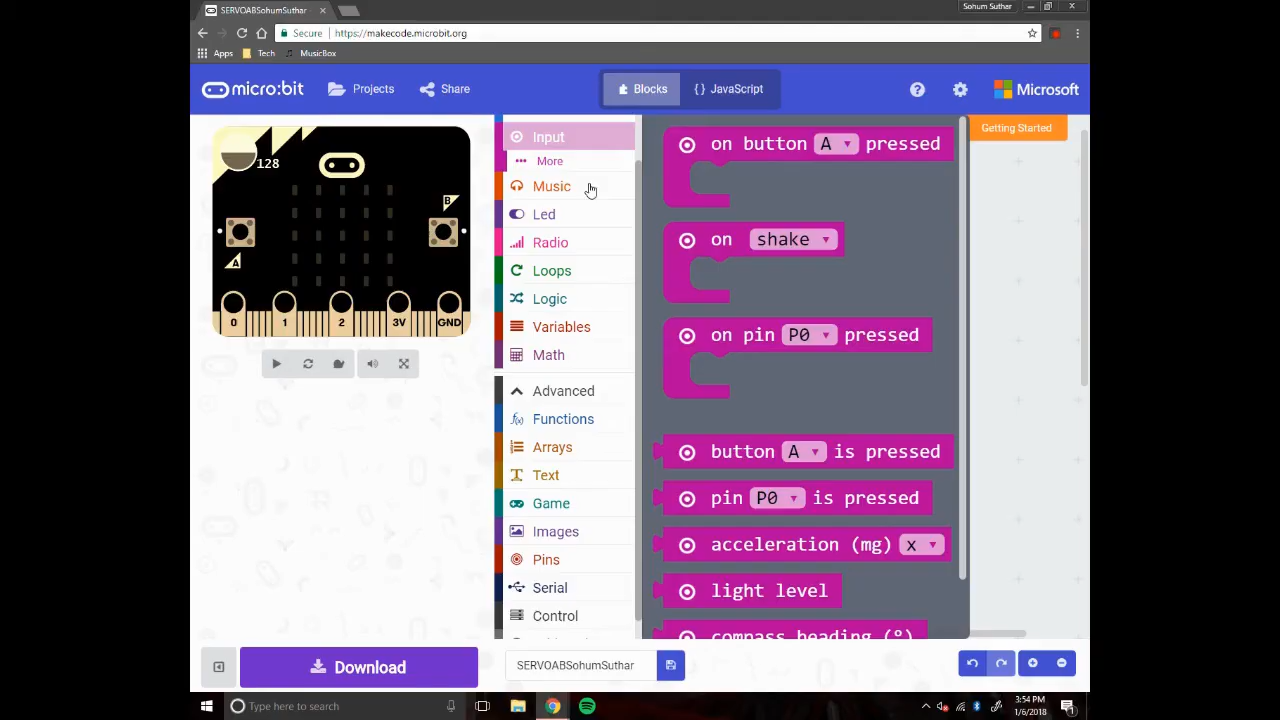 SERVOABSohumSuthar
Sohum Suthar
Secure
https://makecode.microbit.org
Apps
Tech
MusicBox
micro:bit
Projects
Share
Blocks
{} JavaScript
Microsoft
128
B
A
0 1 2 3V GND
Input
More
Music
Led
Radio
Loops
Logic
Variables
Math
Advanced
Functions
Arrays
Text
Game
Images
Pins
Serial
Control
on button A pressed
on shake
on pin P0 pressed
button A is pressed
pin P0 is pressed
acceleration (mg) x
light level
compass heading (°)
Getting Started
Download
SERVOABSohumSuthar
Type here to search
3:54 PM
1/6/2018